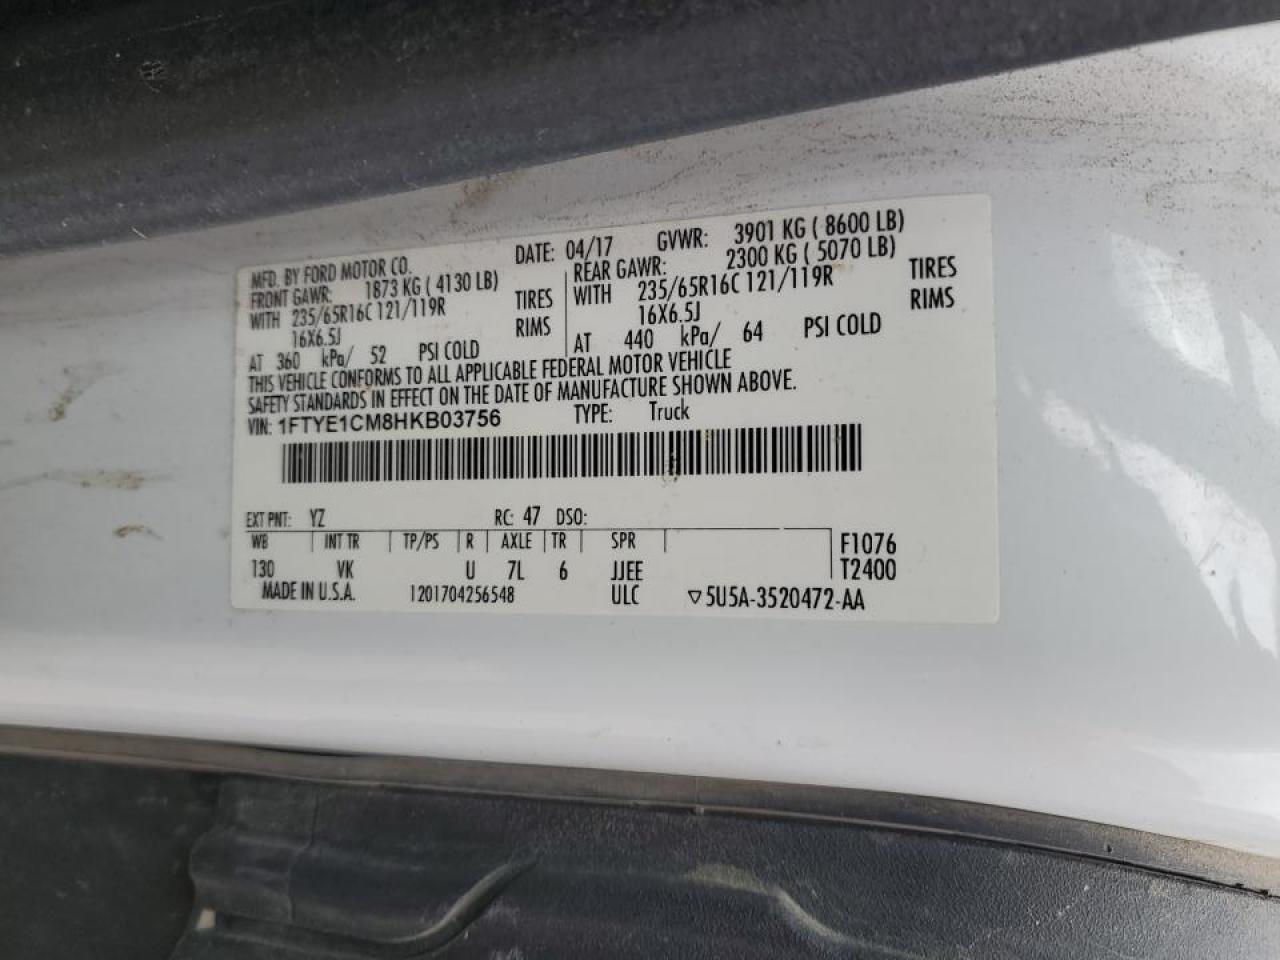 MFD. BY FORD MOTOR CO. DATE: 04/17 GVWR: 3901 KG ( 8600 LB)
FRONT GAWR: 1873 KG ( 4130 LB) REAR GAWR: 2300 KG ( 5070 LB)
WITH 235/65R16C 121/119R TIRES WITH 235/65R16C 121/119R TIRES
16X6.5J RIMS 16X6.5J RIMS
AT 360 kPa/ 52 PSI COLD AT 440 kPa/ 64 PSI COLD
THIS VEHICLE CONFORMS TO ALL APPLICABLE FEDERAL MOTOR VEHICLE
SAFETY STANDARDS IN EFFECT ON THE DATE OF MANUFACTURE SHOWN ABOVE.
VIN: 1FTYE1CM8HKB03756 TYPE: Truck
EXT PNT: YZ RC: 47 DSO:
WB INT TR TP/PS R AXLE TR SPR F1076
130 VK U 7L 6 JJEE T2400
MADE IN U.S.A. 1201704256548 ULC ▽5U5A-3520472-AA